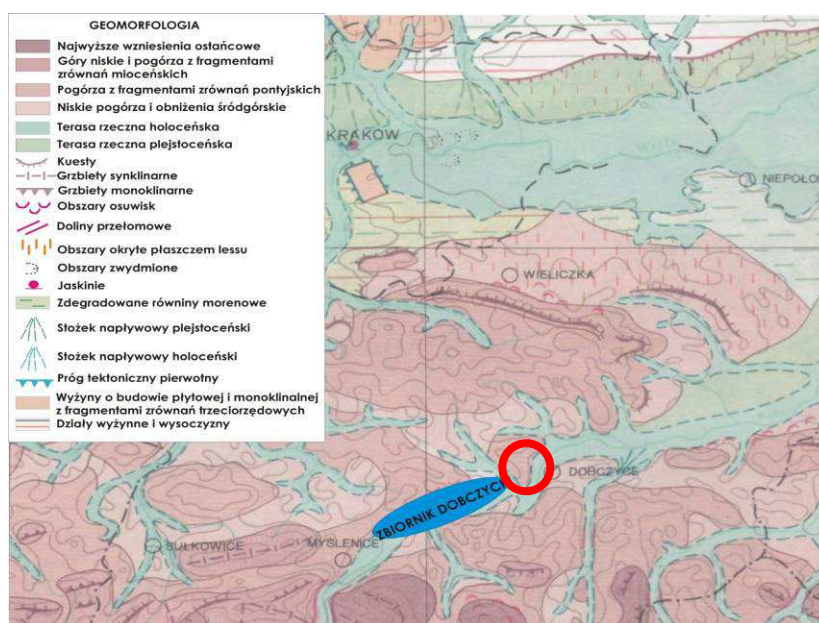 GEOMORFOLOGIA
Najwyższe wzniesienia ostańcowe
Góry niskie i pogórza z fragmentami
zrównań mioceńskich
Pogórza z fragmentami zrównań pontyjskich
Niskie pogórza i obniżenia śródgórskie
Terasa rzeczna holoceńska
Terasa rzeczna plejstoceńska
Kuesty
Grzbiety synklinarne
Grzbiety monoklinarne
Obszary osuwisk
Doliny przełomowe
Obszary okryte płaszczem lessu
Obszary zwydmione
Jaskinie
Zdegradowane równiny morenowe
Stożek napływowy plejstoceński
Stożek napływowy holoceński
Próg tektoniczny pierwotny
Wyżyny o budowie płytowej i monoklinalnej
z fragmentami zrównań trzeciorzędowych
Działy wyżynne i wysoczyzny
KRAKÓW
NIEPOŁO
WIELICZKA
DOBCZYCE
ZBIORNIK DOBCZYCE
SUŁKOWICE
MYŚLENICE